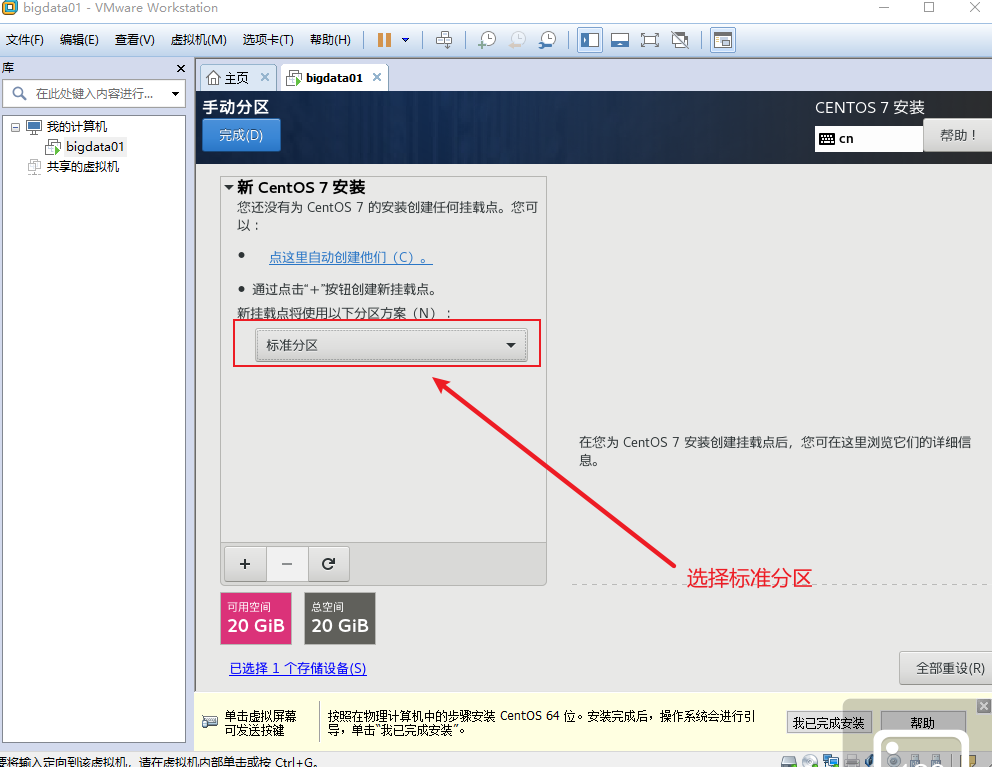 bigdata01 - VMware Workstation
文件(F) 编辑(E) 查看(V) 虚拟机(M) 选项卡(T) 帮助(H)
库
在此处键入内容进行...
我的计算机
bigdata01
共享的虚拟机
主页
bigdata01
手动分区
完成(D)
CENTOS 7 安装
cn
帮助！
新 CentOS 7 安装
您还没有为 CentOS 7 的安装创建任何挂载点。您可
以：
点这里自动创建他们（C）。
通过点击“+”按钮创建新挂载点。
新挂载点将使用以下分区方案（N）：
标准分区
在您为 CentOS 7 安装创建挂载点后，您可在这里浏览它们的详细信
息。
选择标准分区
可用空间
20 GiB
总空间
20 GiB
已选择 1 个存储设备(S)
全部重设(R)
单击虚拟屏幕
可发送按键
按照在物理计算机中的步骤安装 CentOS 64 位。安装完成后，操作系统会进行引
导，单击“我已完成安装”。
我已完成安装
帮助
要将输入定向到该虚拟机，请在虚拟机内部单击或按 Ctrl+G。